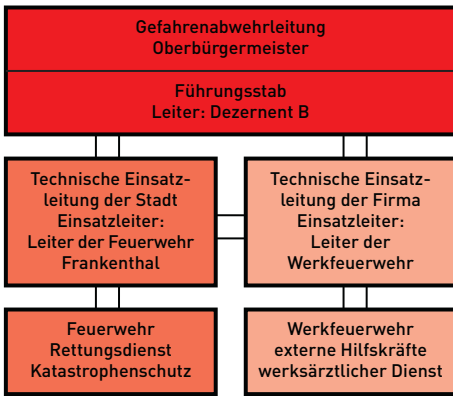 Gefahrenabwehrleitung
Oberbürgermeister
Führungsstab
Leiter: Dezernent B
Technische Einsatz-
leitung der Stadt
Einsatzleiter:
Leiter der Feuerwehr
Frankenthal
Technische Einsatz-
leitung der Firma
Einsatzleiter:
Leiter der
Werkfeuerwehr
Feuerwehr
Rettungsdienst
Katastrophenschutz
Werkfeuerwehr
externe Hilfskräfte
werksärztlicher Dienst